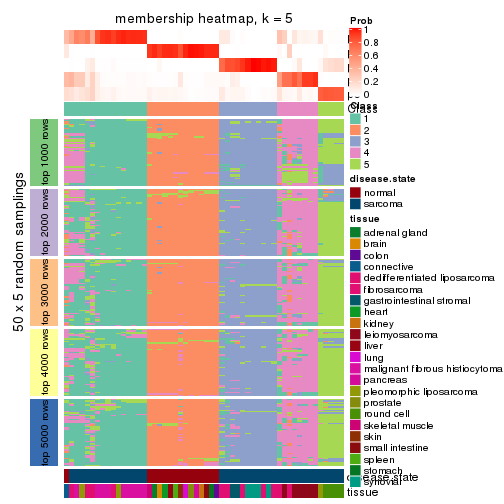 membership heatmap, k = 5
Prob
1
0.8
0.6
0.4
0.2
0
Class
Class
1
2
3
4
5
disease.state
normal
sarcoma
tissue
adrenal gland
brain
colon
connective
dedifferentiated liposarcoma
fibrosarcoma
gastrointestinal stromal
heart
kidney
leiomyosarcoma
liver
lung
malignant fibrous histiocytoma
pancreas
pleomorphic liposarcoma
prostate
round cell
skeletal muscle
skin
small intestine
spleen
stomach
synovial
disease.state
tissue
50 x 5 random samplings
top 1000 rows
top 2000 rows
top 3000 rows
top 4000 rows
top 5000 rows